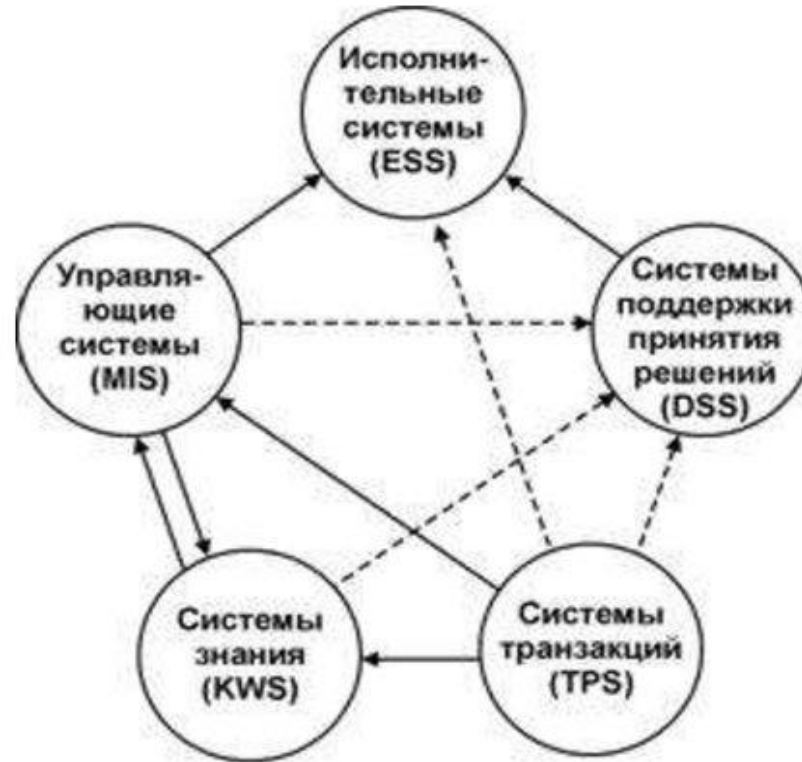 Исполни-
тельные
системы
(ESS)
Управля-
ющие
системы
(MIS)
Системы
поддержки
принятия
решений
(DSS)
Системы
знания
(KWS)
Системы
транзакций
(TPS)